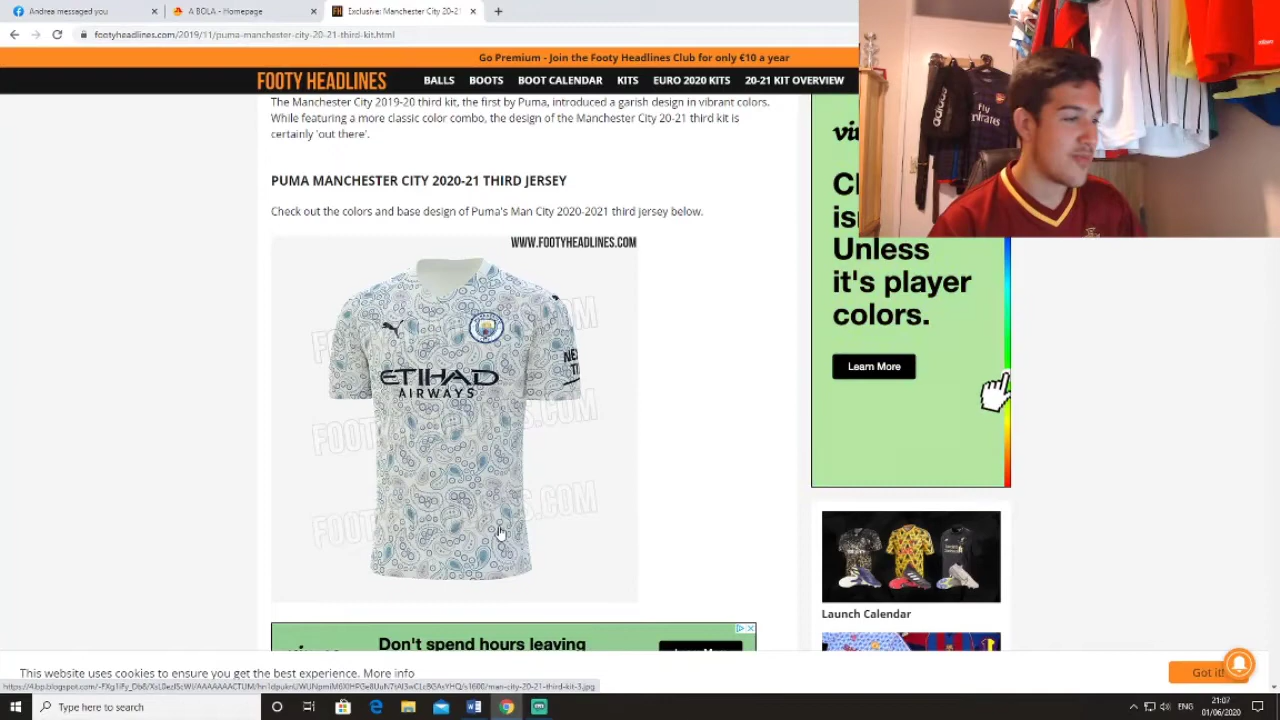 Andrea messaged you
A BOLA - Homepage
Exclusive: Manchester City 20-21
footyheadlines.com/2019/11/puma-manchester-city-20-21-third-kit.html
Go Premium - Join the Footy Headlines Club for only €10 a year
FOOTY HEADLINES
BALLS BOOTS BOOT CALENDAR KITS EURO 2020 KITS 20-21 KIT OVERVIEW
The Manchester City 2019-20 third kit, the first by Puma, introduced a garish design in vibrant colors.
While featuring a more classic color combo, the design of the Manchester City 20-21 third kit is
certainly 'out there'.
PUMA MANCHESTER CITY 2020-21 THIRD JERSEY
Check out the colors and base design of Puma's Man City 2020-2021 third jersey below.
WWW.FOOTYHEADLINES.COM
ETIHAD
AIRWAYS
Unless
it's player
colors.
Learn More
adidas
Fly
Emirates
Launch Calendar
Don't spend hours leaving
This website uses cookies to ensure you get the best experience. More info
Got it!
Type here to search
ENG
21:07
01/06/2020